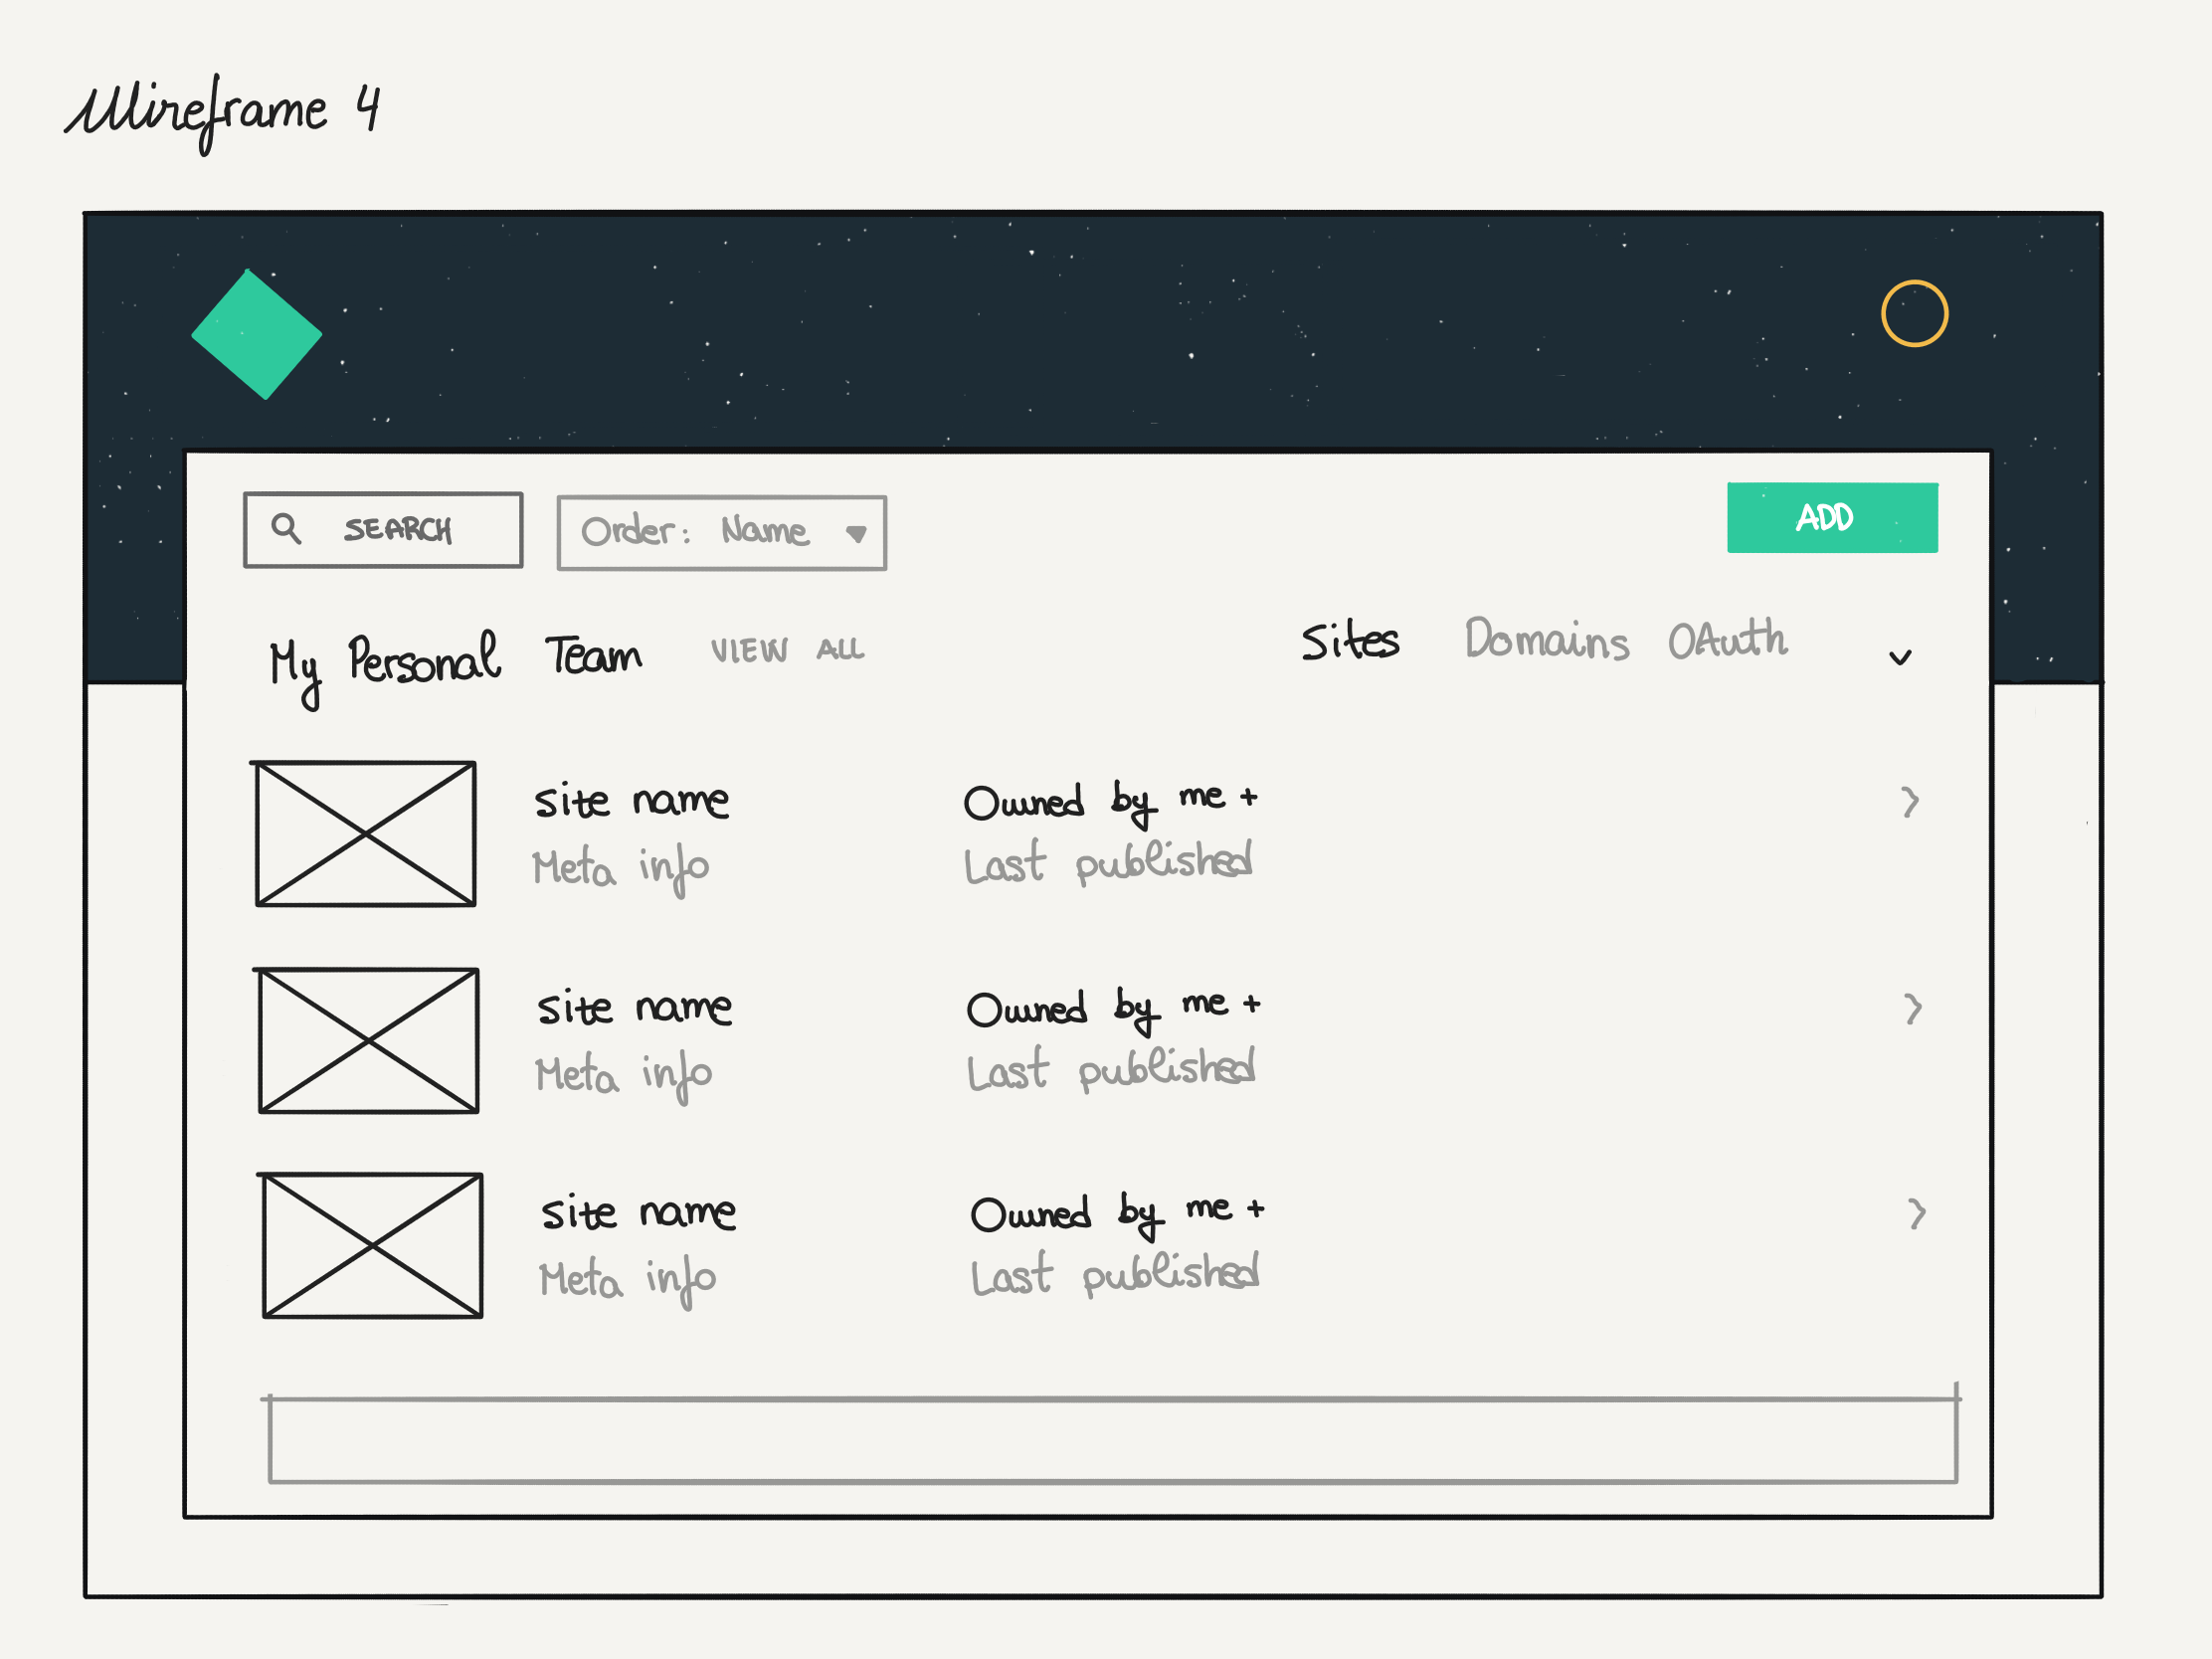 Wireframe 4
SEARCH Order: Name ADD
My Personal Team VIEW ALL Sites Domains OAuth
site name Owned by me +
Meta info Last published
site name Owned by me +
Meta info Last published
site name Owned by me +
Meta info Last published